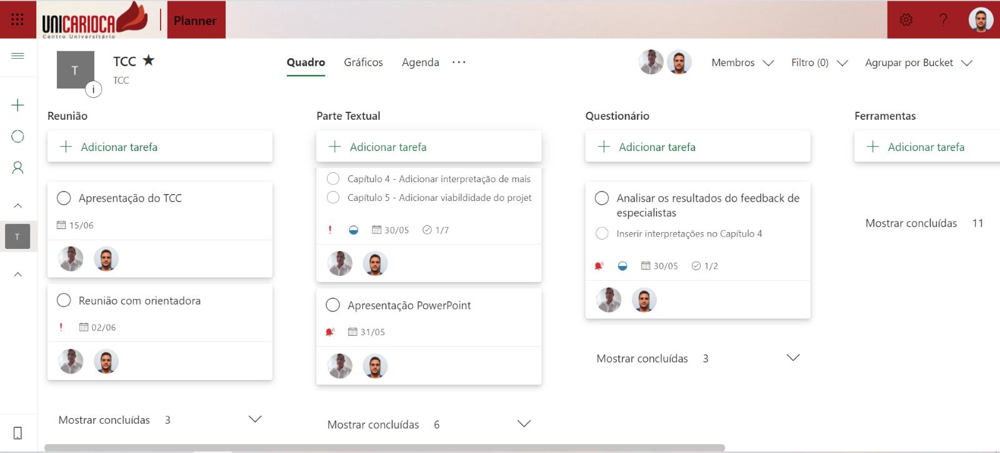 UNICARIOCA
Centro Universitário
Planner
T
i
TCC
TCC
Quadro
Gráficos
Agenda
Membros
Filtro (0)
Agrupar por Bucket
Reunião
Adicionar tarefa
Apresentação do TCC
15/06
Reunião com orientadora
02/06
Mostrar concluídas 3
Parte Textual
Adicionar tarefa
Capítulo 4 - Adicionar interpretação de mais
Capítulo 5 - Adicionar viabildidade do projet
30/05
1/7
Apresentação PowerPoint
31/05
Mostrar concluídas 6
Questionário
Adicionar tarefa
Analisar os resultados do feedback de
especialistas
Inserir interpretações no Capítulo 4
30/05
1/2
Mostrar concluídas 3
Ferramentas
Adicionar tarefa
Mostrar concluídas 11
T